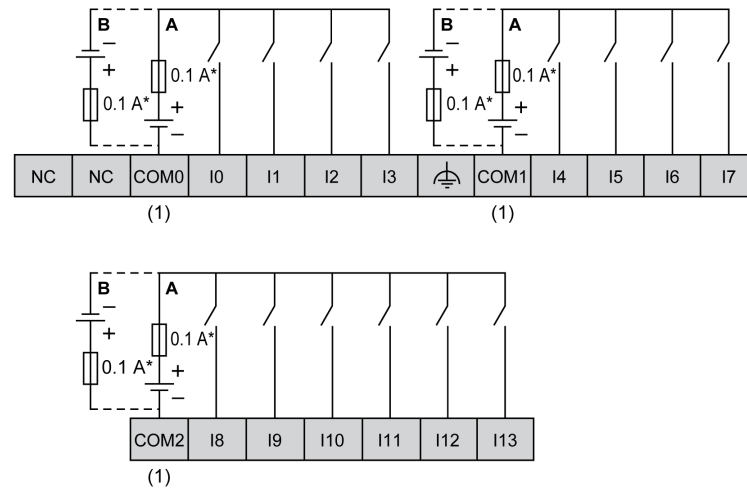 B − A B − A
+ 0.1 A* + 0.1 A*
0.1 A* + 0.1 A* +
− −
NC NC COM0 I0 I1 I2 I3 COM1 I4 I5 I6 I7
(1) (1)
B − A
+ 0.1 A*
0.1 A* +
−
COM2 I8 I9 I10 I11 I12 I13
(1)